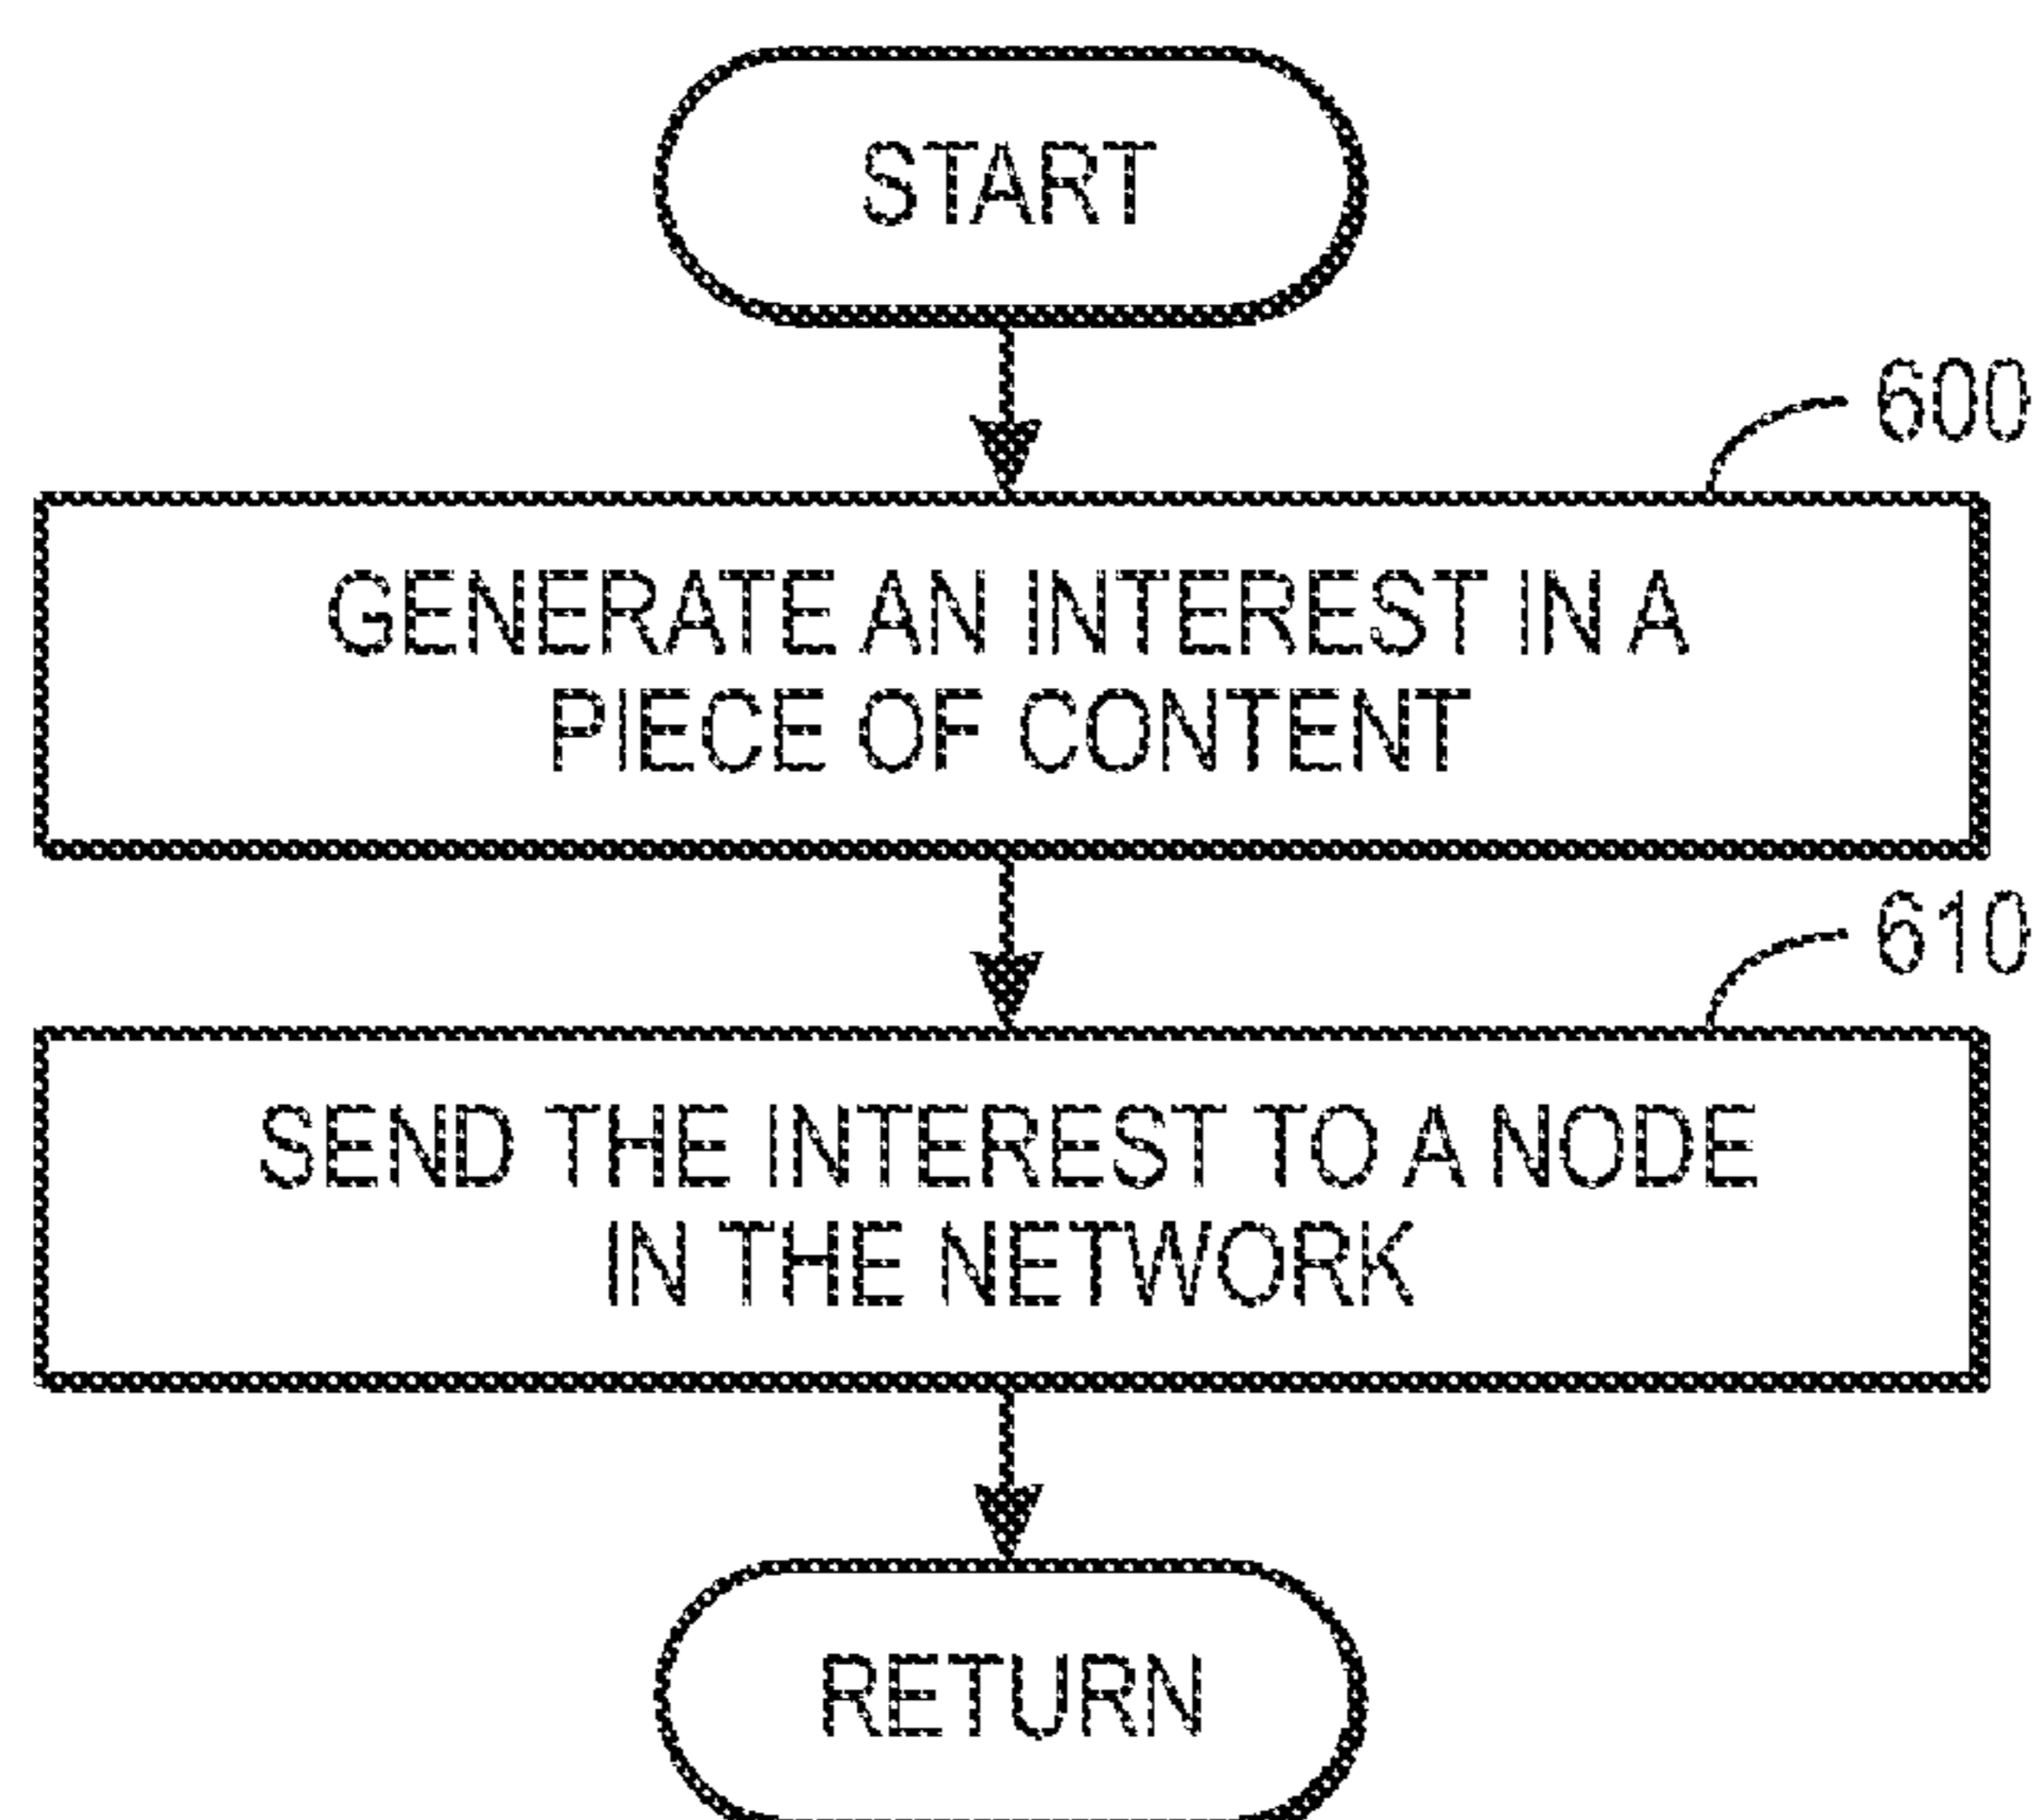 START
600
GENERATE AN INTEREST IN A
PIECE OF CONTENT
610
SEND THE INTEREST TO A NODE
IN THE NETWORK
RETURN